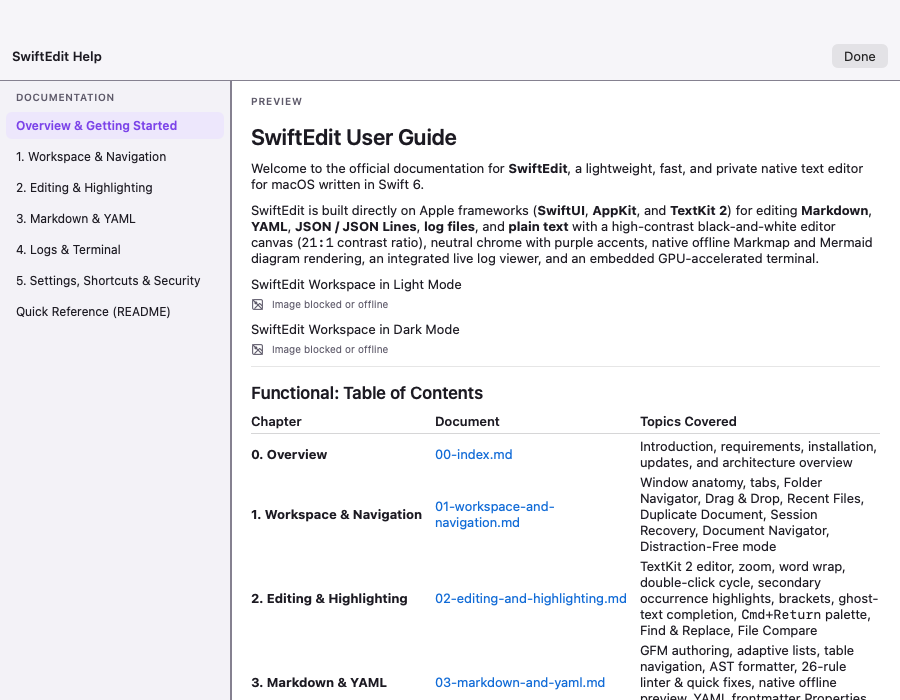 SwiftEdit Help
Done
DOCUMENTATION
Overview & Getting Started
1. Workspace & Navigation
2. Editing & Highlighting
3. Markdown & YAML
4. Logs & Terminal
5. Settings, Shortcuts & Security
Quick Reference (README)
PREVIEW
SwiftEdit User Guide
Welcome to the official documentation for SwiftEdit, a lightweight, fast, and private native text editor
for macOS written in Swift 6.
SwiftEdit is built directly on Apple frameworks (SwiftUI, AppKit, and TextKit 2) for editing Markdown,
YAML, JSON / JSON Lines, log files, and plain text with a high-contrast black-and-white editor
canvas (21:1 contrast ratio), neutral chrome with purple accents, native offline Markmap and Mermaid
diagram rendering, an integrated live log viewer, and an embedded GPU-accelerated terminal.
SwiftEdit Workspace in Light Mode
Image blocked or offline
SwiftEdit Workspace in Dark Mode
Image blocked or offline
Functional: Table of Contents
Chapter Document Topics Covered
0. Overview 00-index.md
Introduction, requirements, installation,
updates, and architecture overview
1. Workspace & Navigation
01-workspace-and-
navigation.md
Window anatomy, tabs, Folder
Navigator, Drag & Drop, Recent Files,
Duplicate Document, Session
Recovery, Document Navigator,
Distraction-Free mode
2. Editing & Highlighting
02-editing-and-highlighting.md
TextKit 2 editor, zoom, word wrap,
double-click cycle, secondary
occurrence highlights, brackets, ghost-
text completion, Cmd+Return palette,
Find & Replace, File Compare
3. Markdown & YAML
03-markdown-and-yaml.md
GFM authoring, adaptive lists, table
navigation, AST formatter, 26-rule
linter & quick fixes, native offline
preview, YAML frontmatter Properties